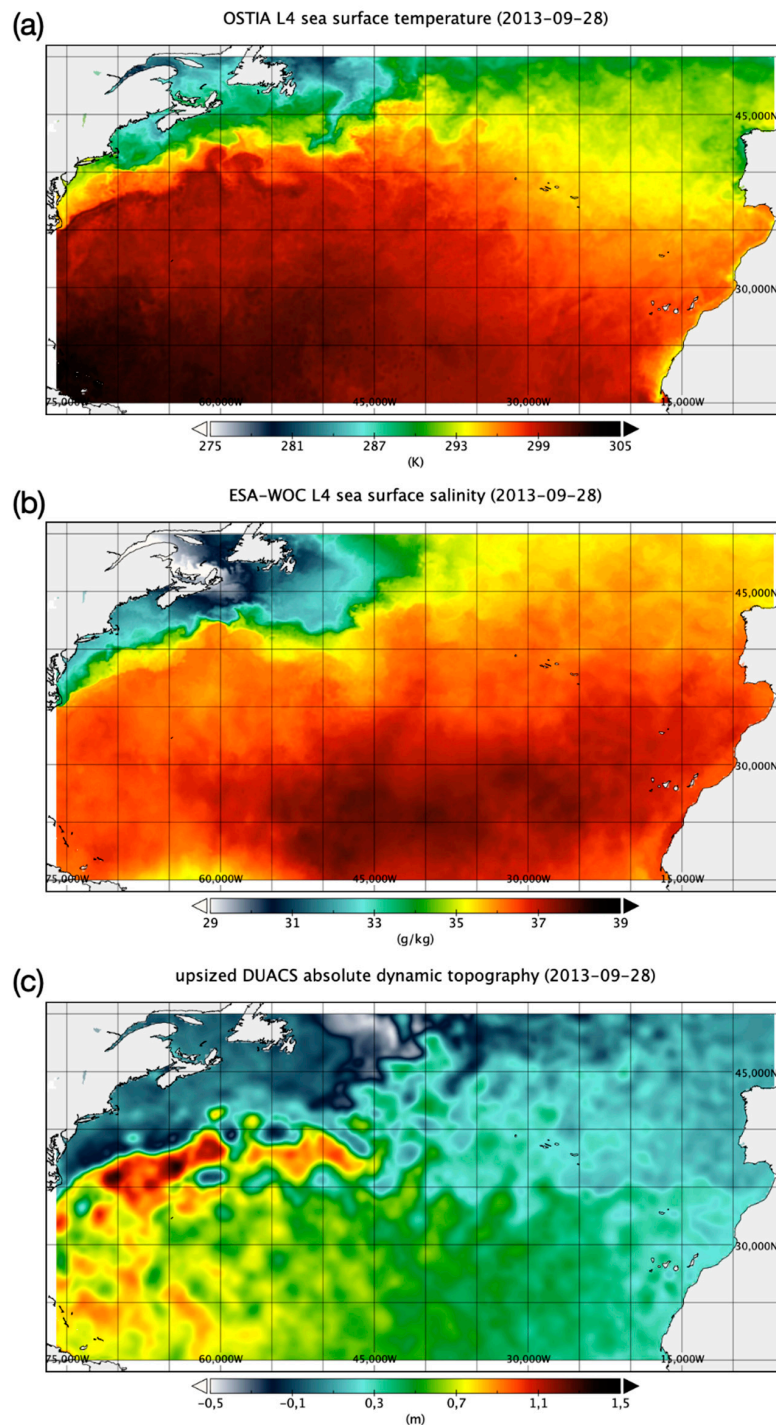 (a)
OSTIA L4 sea surface temperature (2013-09-28)
45,000N
30,000N
75,000W 60,000W 45,000W 30,000W 15,000W
275 281 287 293 299 305
(K)
(b)
ESA-WOC L4 sea surface salinity (2013-09-28)
45,000N
30,000N
75,000W 60,000W 45,000W 30,000W 15,000W
29 31 33 35 37 39
(g/kg)
(c)
upsized DUACS absolute dynamic topography (2013-09-28)
45,000N
30,000N
75,000W 60,000W 45,000W 30,000W 15,000W
-0,5 -0,1 0,3 0,7 1,1 1,5
(m)